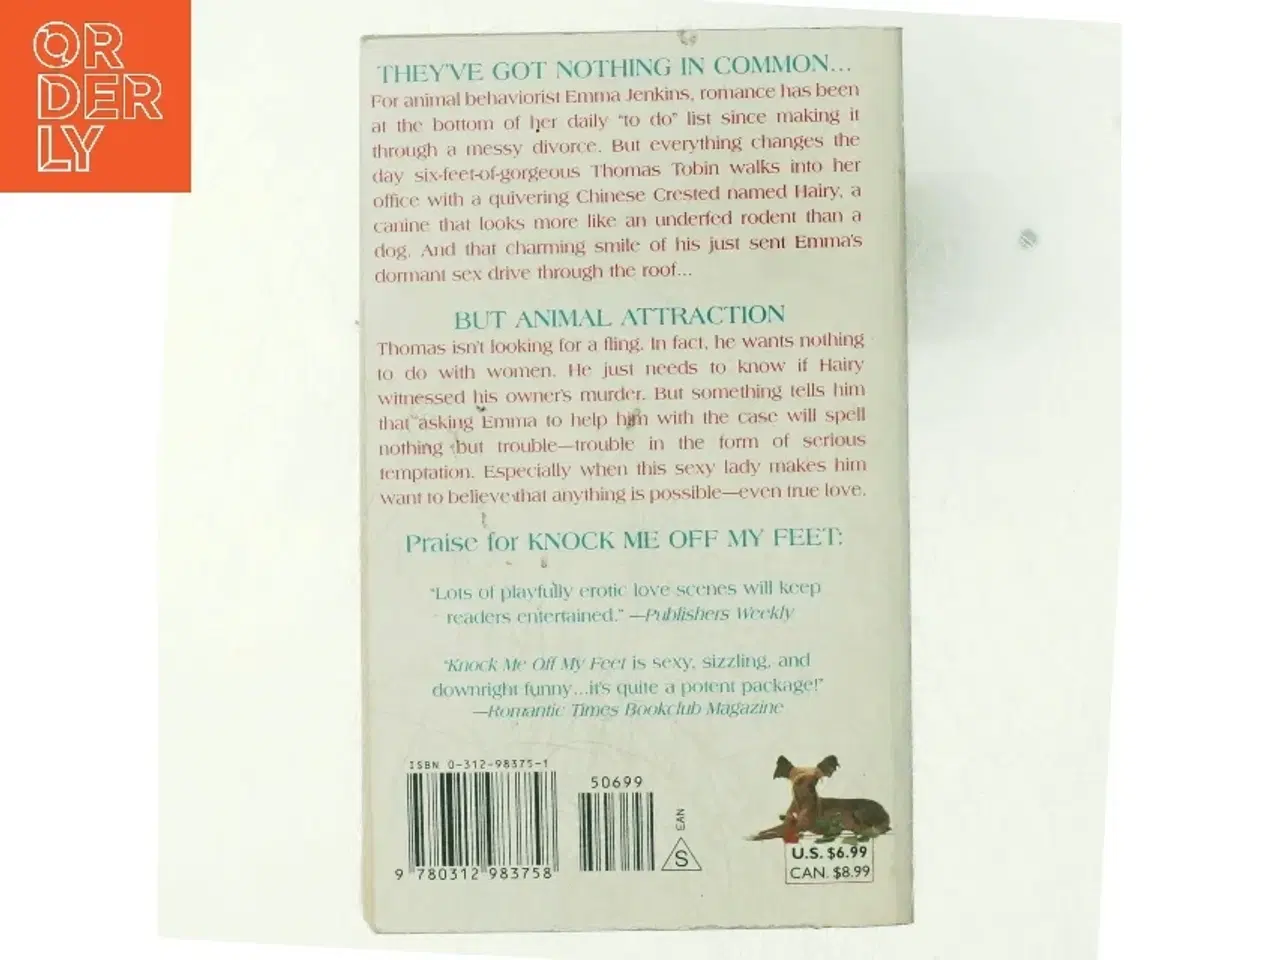 OR
DER
LY
THEY'VE GOT NOTHING IN COMMON...
For animal behaviorist Emma Jenkins, romance has been
at the bottom of her daily "to do" list since making it
through a messy divorce. But everything changes the
day six-feet-of-gorgeous Thomas Tobin walks into her
office with a quivering Chinese Crested named Hairy, a
canine that looks more like an underfed rodent than a
dog. And that charming smile of his just sent Emma's
dormant sex drive through the roof...
BUT ANIMAL ATTRACTION
Thomas isn't looking for a fling. In fact, he wants nothing
to do with women. He just needs to know if Hairy
witnessed his owner's murder. But something tells him
that asking Emma to help him with the case will spell
nothing but trouble—trouble in the form of serious
temptation. Especially when this sexy lady makes him
want to believe that anything is possible—even true love.
Praise for KNOCK ME OFF MY FEET:
"Lots of playfully erotic love scenes will keep
readers entertained." —Publishers Weekly
"Knock Me Off My Feet is sexy, sizzling, and
downright funny...it's quite a potent package!"
—Romantic Times Bookclub Magazine
ISBN 0-312-98375-1
50699
9 780312 983758
EAN
S
U.S. $6.99
CAN. $8.99